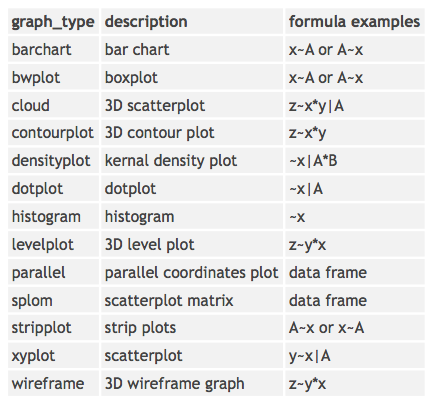 graph_type description formula examples
barchart bar chart x~A or A~x
bwplot boxplot x~A or A~x
cloud 3D scatterplot z~x*y|A
contourplot 3D contour plot z~x*y
densityplot kernal density plot ~x|A*B
dotplot dotplot ~x|A
histogram histogram ~x
levelplot 3D level plot z~y*x
parallel parallel coordinates plot data frame
splom scatterplot matrix data frame
stripplot strip plots A~x or x~A
xyplot scatterplot y~x|A
wireframe 3D wireframe graph z~y*x